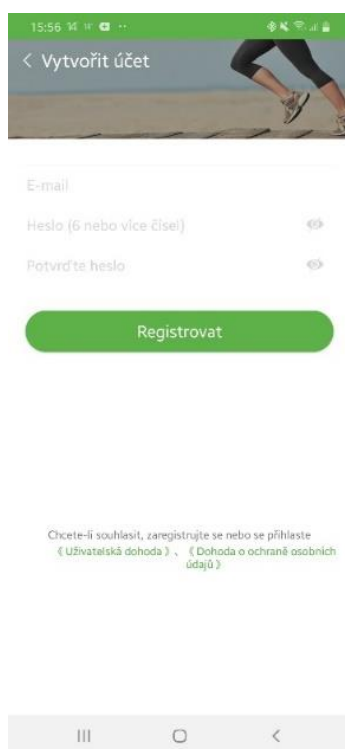 15:56
Vytvořit účet
E-mail
Heslo (6 nebo více čísel)
Potvrďte heslo
Registrovat
Chcete-li souhlasit, zaregistrujte se nebo se přihlaste
《 Uživatelská dohoda 》、《 Dohoda o ochraně osobních
údajů 》